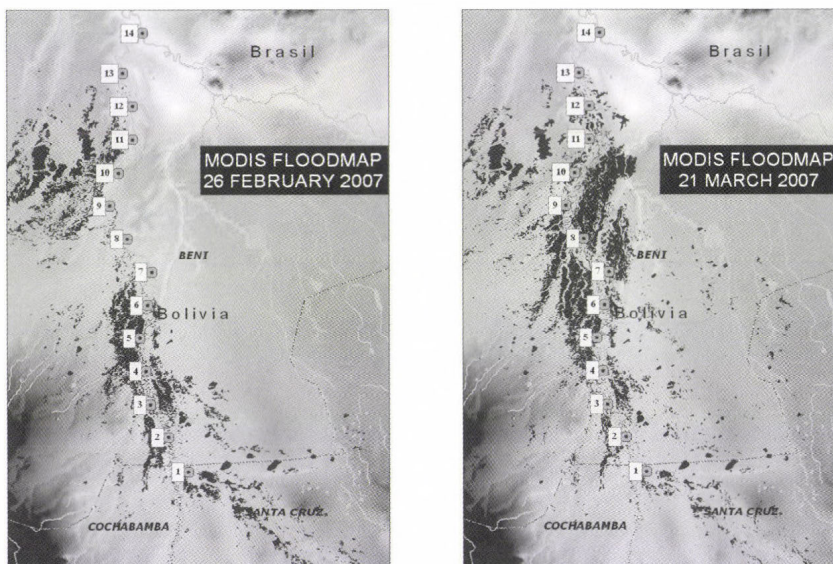 14
Brasil
13
12
11
MODIS FLOODMAP
26 FEBRUARY 2007
10
9
8
BENI
7
6
Bolivia
5
4
3
2
1
SANTA CRUZ
COCHABAMBA
14
Brasil
13
12
11
MODIS FLOODMAP
21 MARCH 2007
10
9
8
BENI
7
6
Bolivia
5
4
3
2
1
SANTA CRUZ
COCHABAMBA